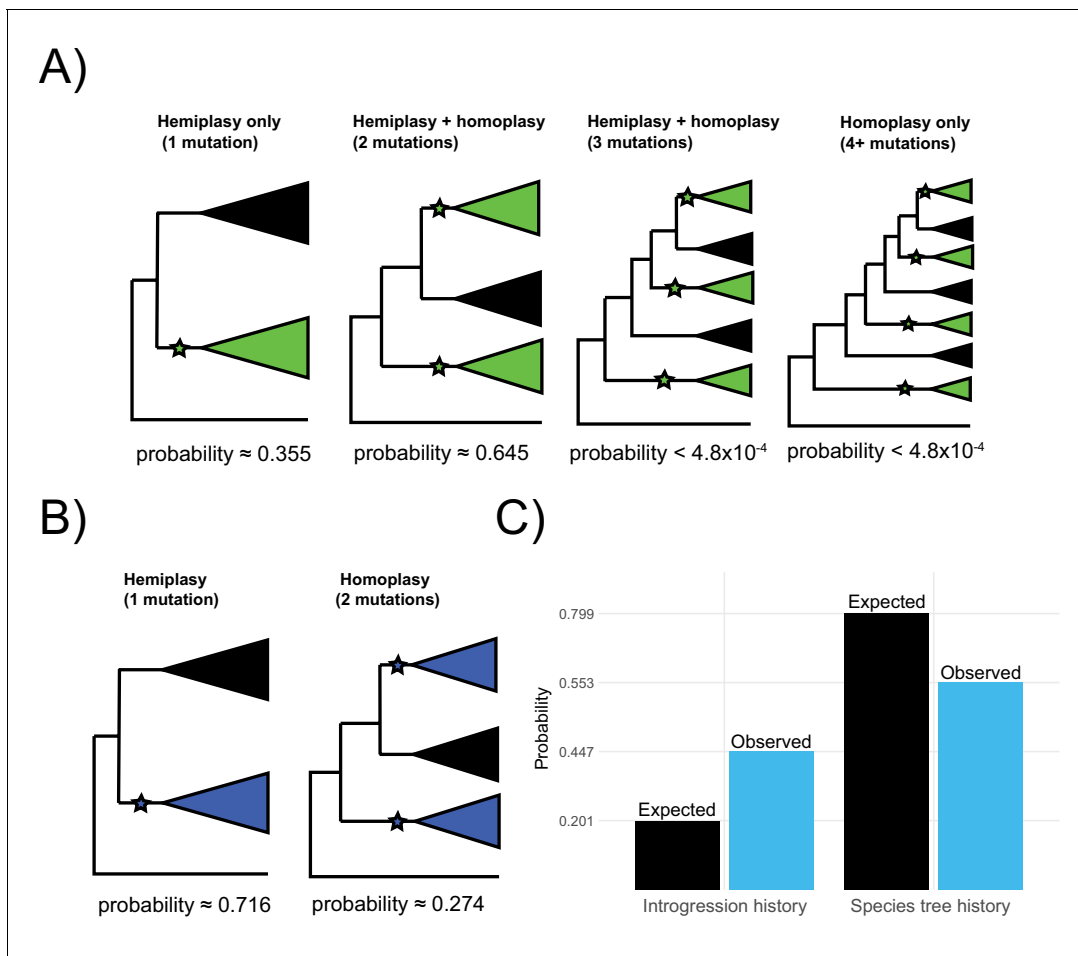 A)
Hemiplasy only
(1 mutation)
Hemiplasy + homoplasy
(2 mutations)
Hemiplasy + homoplasy
(3 mutations)
Homoplasy only
(4+ mutations)
probability ≈ 0.355
probability ≈ 0.645
probability < 4.8x10⁻⁴
probability < 4.8x10⁻⁴
B)
Hemiplasy
(1 mutation)
Homoplasy
(2 mutations)
probability ≈ 0.716
probability ≈ 0.274
C)
Probability
0.799
0.553
0.447
0.201
Expected
Observed
Expected
Observed
Introgression history
Species tree history